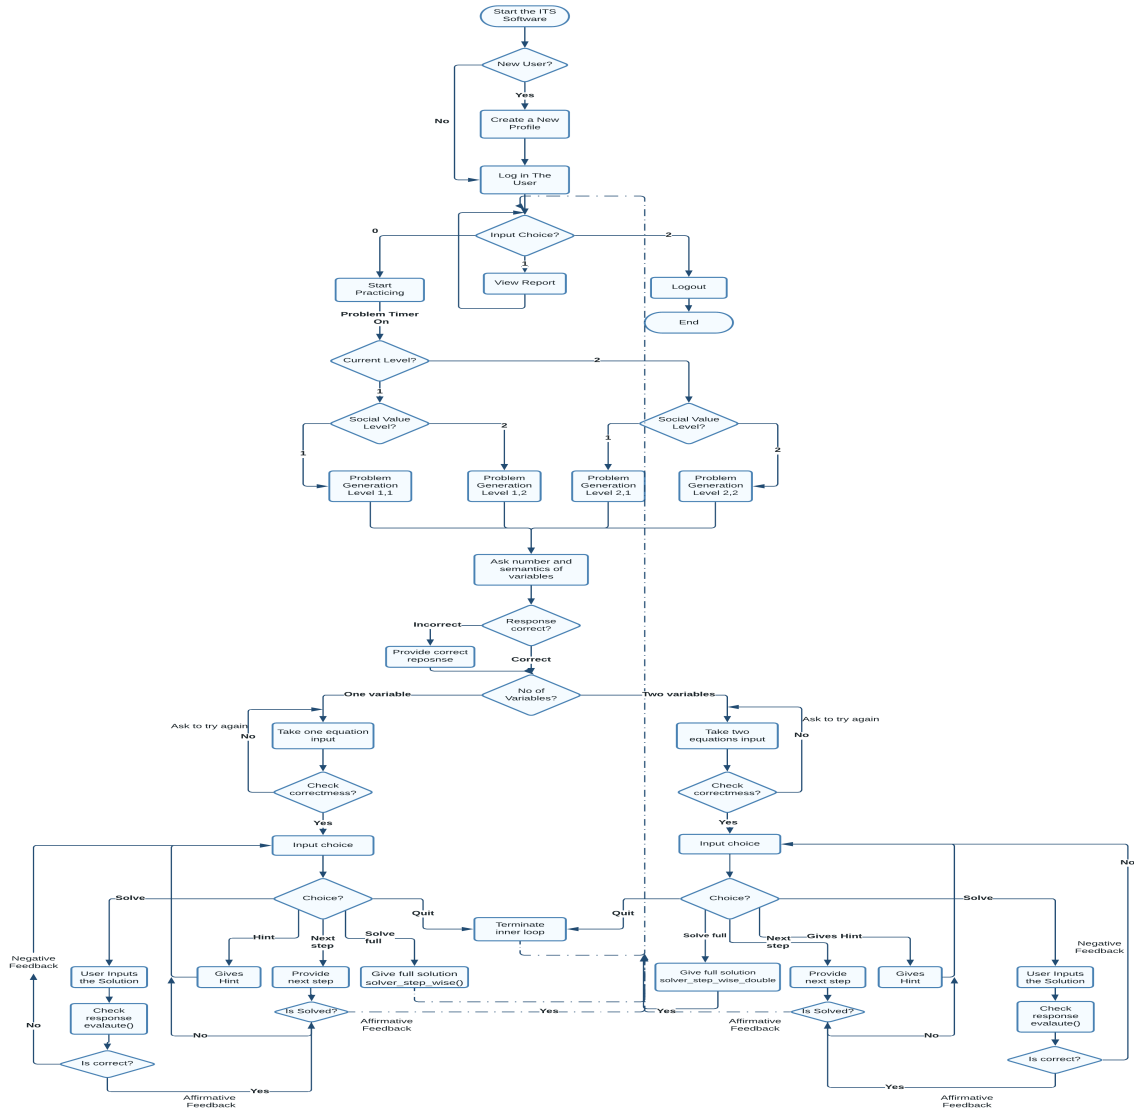 Start the ITS
Software
New User?
Yes
No
Create a New
Profile
Log in The
User
Input Choice?
0
2
1
Start
Practicing
View Report
Logout
Problem Timer
On
End
Current Level?
2
1
Social Value
Level?
Social Value
Level?
1
2
1
2
Problem
Generation
Level 1,1
Problem
Generation
Level 1,2
Problem
Generation
Level 2,1
Problem
Generation
Level 2,2
Ask number and
semantics of
variables
Response
correct?
Incorrect
Provide correct
reposnse
Correct
No of
Variables?
One variable
Two variables
Ask to try again
No
Take one equation
input
Take two
equations input
Ask to try again
No
Check
correctmess?
Check
correctmess?
Yes
Yes
Input choice
Input choice
No
Choice?
Choice?
Solve
Hint
Next
step
Solve
full
Quit
Terminate
inner loop
Quit
Solve full
Next
step
Gives Hint
Solve
Negative
Feedback
Negative
Feedback
User Inputs
the Solution
Gives
Hint
Provide
next step
Give full solution
solver_step_wise()
Give full solution
solver_step_wise_double
Provide
next step
Gives
Hint
User Inputs
the Solution
Check
response
evalaute()
Is Solved?
Yes
Yes
Is Solved?
Check
response
evalaute()
Affirmative
Feedback
Affirmative
Feedback
No
No
No
Is correct?
Is correct?
Yes
Yes
Affirmative
Feedback
Affirmative
Feedback